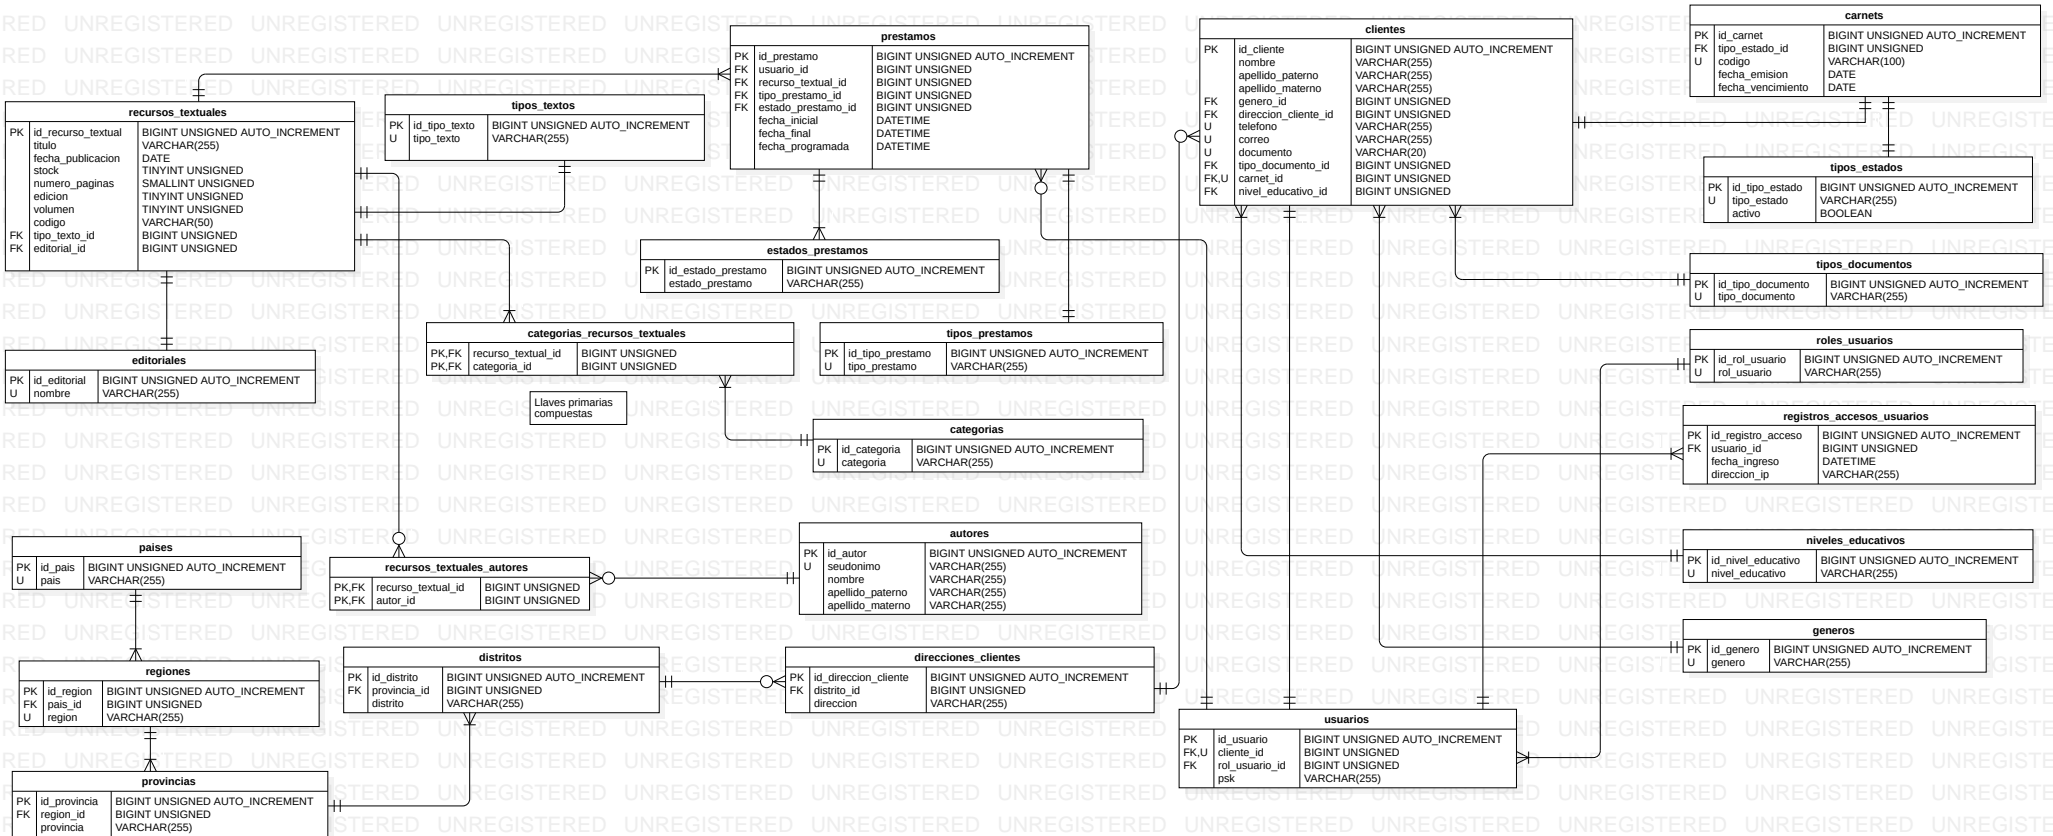 prestamos
PK id_prestamo BIGINT UNSIGNED AUTO_INCREMENT
FK usuario_id BIGINT UNSIGNED
FK recurso_textual_id BIGINT UNSIGNED
FK tipo_prestamo_id BIGINT UNSIGNED
FK estado_prestamo_id BIGINT UNSIGNED
fecha_inicial DATETIME
fecha_final DATETIME
fecha_programada DATETIME
clientes
PK id_cliente BIGINT UNSIGNED AUTO_INCREMENT
nombre VARCHAR(255)
apellido_paterno VARCHAR(255)
apellido_materno VARCHAR(255)
FK genero_id BIGINT UNSIGNED
FK direccion_cliente_id BIGINT UNSIGNED
U telefono VARCHAR(255)
U correo VARCHAR(255)
U documento VARCHAR(20)
FK tipo_documento_id BIGINT UNSIGNED
FK,U carnet_id BIGINT UNSIGNED
FK nivel_educativo_id BIGINT UNSIGNED
carnets
PK id_carnet BIGINT UNSIGNED AUTO_INCREMENT
FK tipo_estado_id BIGINT UNSIGNED
U codigo VARCHAR(100)
fecha_emision DATE
fecha_vencimiento DATE
recursos_textuales
PK id_recurso_textual BIGINT UNSIGNED AUTO_INCREMENT
titulo VARCHAR(255)
fecha_publicacion DATE
stock TINYINT UNSIGNED
numero_paginas SMALLINT UNSIGNED
edicion TINYINT UNSIGNED
volumen TINYINT UNSIGNED
codigo VARCHAR(50)
FK tipo_texto_id BIGINT UNSIGNED
FK editorial_id BIGINT UNSIGNED
tipos_textos
PK id_tipo_texto BIGINT UNSIGNED AUTO_INCREMENT
U tipo_texto VARCHAR(255)
tipos_estados
PK id_tipo_estado BIGINT UNSIGNED AUTO_INCREMENT
U tipo_estado VARCHAR(255)
activo BOOLEAN
estados_prestamos
PK id_estado_prestamo BIGINT UNSIGNED AUTO_INCREMENT
estado_prestamo VARCHAR(255)
tipos_documentos
PK id_tipo_documento BIGINT UNSIGNED AUTO_INCREMENT
U tipo_documento VARCHAR(255)
categorias_recursos_textuales
PK,FK recurso_textual_id BIGINT UNSIGNED
PK,FK categoria_id BIGINT UNSIGNED
Llaves primarias
compuestas
tipos_prestamos
PK id_tipo_prestamo BIGINT UNSIGNED AUTO_INCREMENT
U tipo_prestamo VARCHAR(255)
roles_usuarios
PK id_rol_usuario BIGINT UNSIGNED AUTO_INCREMENT
U rol_usuario VARCHAR(255)
editoriales
PK id_editorial BIGINT UNSIGNED AUTO_INCREMENT
U nombre VARCHAR(255)
categorias
PK id_categoria BIGINT UNSIGNED AUTO_INCREMENT
U categoria VARCHAR(255)
registros_accesos_usuarios
PK id_registro_acceso BIGINT UNSIGNED AUTO_INCREMENT
FK usuario_id BIGINT UNSIGNED
fecha_ingreso DATETIME
direccion_ip VARCHAR(255)
paises
PK id_pais BIGINT UNSIGNED AUTO_INCREMENT
U pais VARCHAR(255)
recursos_textuales_autores
PK,FK recurso_textual_id BIGINT UNSIGNED
PK,FK autor_id BIGINT UNSIGNED
autores
PK id_autor BIGINT UNSIGNED AUTO_INCREMENT
U seudonimo VARCHAR(255)
nombre VARCHAR(255)
apellido_paterno VARCHAR(255)
apellido_materno VARCHAR(255)
niveles_educativos
PK id_nivel_educativo BIGINT UNSIGNED AUTO_INCREMENT
U nivel_educativo VARCHAR(255)
generos
PK id_genero BIGINT UNSIGNED AUTO_INCREMENT
U genero VARCHAR(255)
regiones
PK id_region BIGINT UNSIGNED AUTO_INCREMENT
FK pais_id BIGINT UNSIGNED
U region VARCHAR(255)
distritos
PK id_distrito BIGINT UNSIGNED AUTO_INCREMENT
FK provincia_id BIGINT UNSIGNED
distrito VARCHAR(255)
direcciones_clientes
PK id_direccion_cliente BIGINT UNSIGNED AUTO_INCREMENT
FK distrito_id BIGINT UNSIGNED
direccion VARCHAR(255)
usuarios
PK id_usuario BIGINT UNSIGNED AUTO_INCREMENT
FK,U cliente_id BIGINT UNSIGNED
FK rol_usuario_id BIGINT UNSIGNED
psk VARCHAR(255)
provincias
PK id_provincia BIGINT UNSIGNED AUTO_INCREMENT
FK region_id BIGINT UNSIGNED
provincia VARCHAR(255)
UNREGISTERED